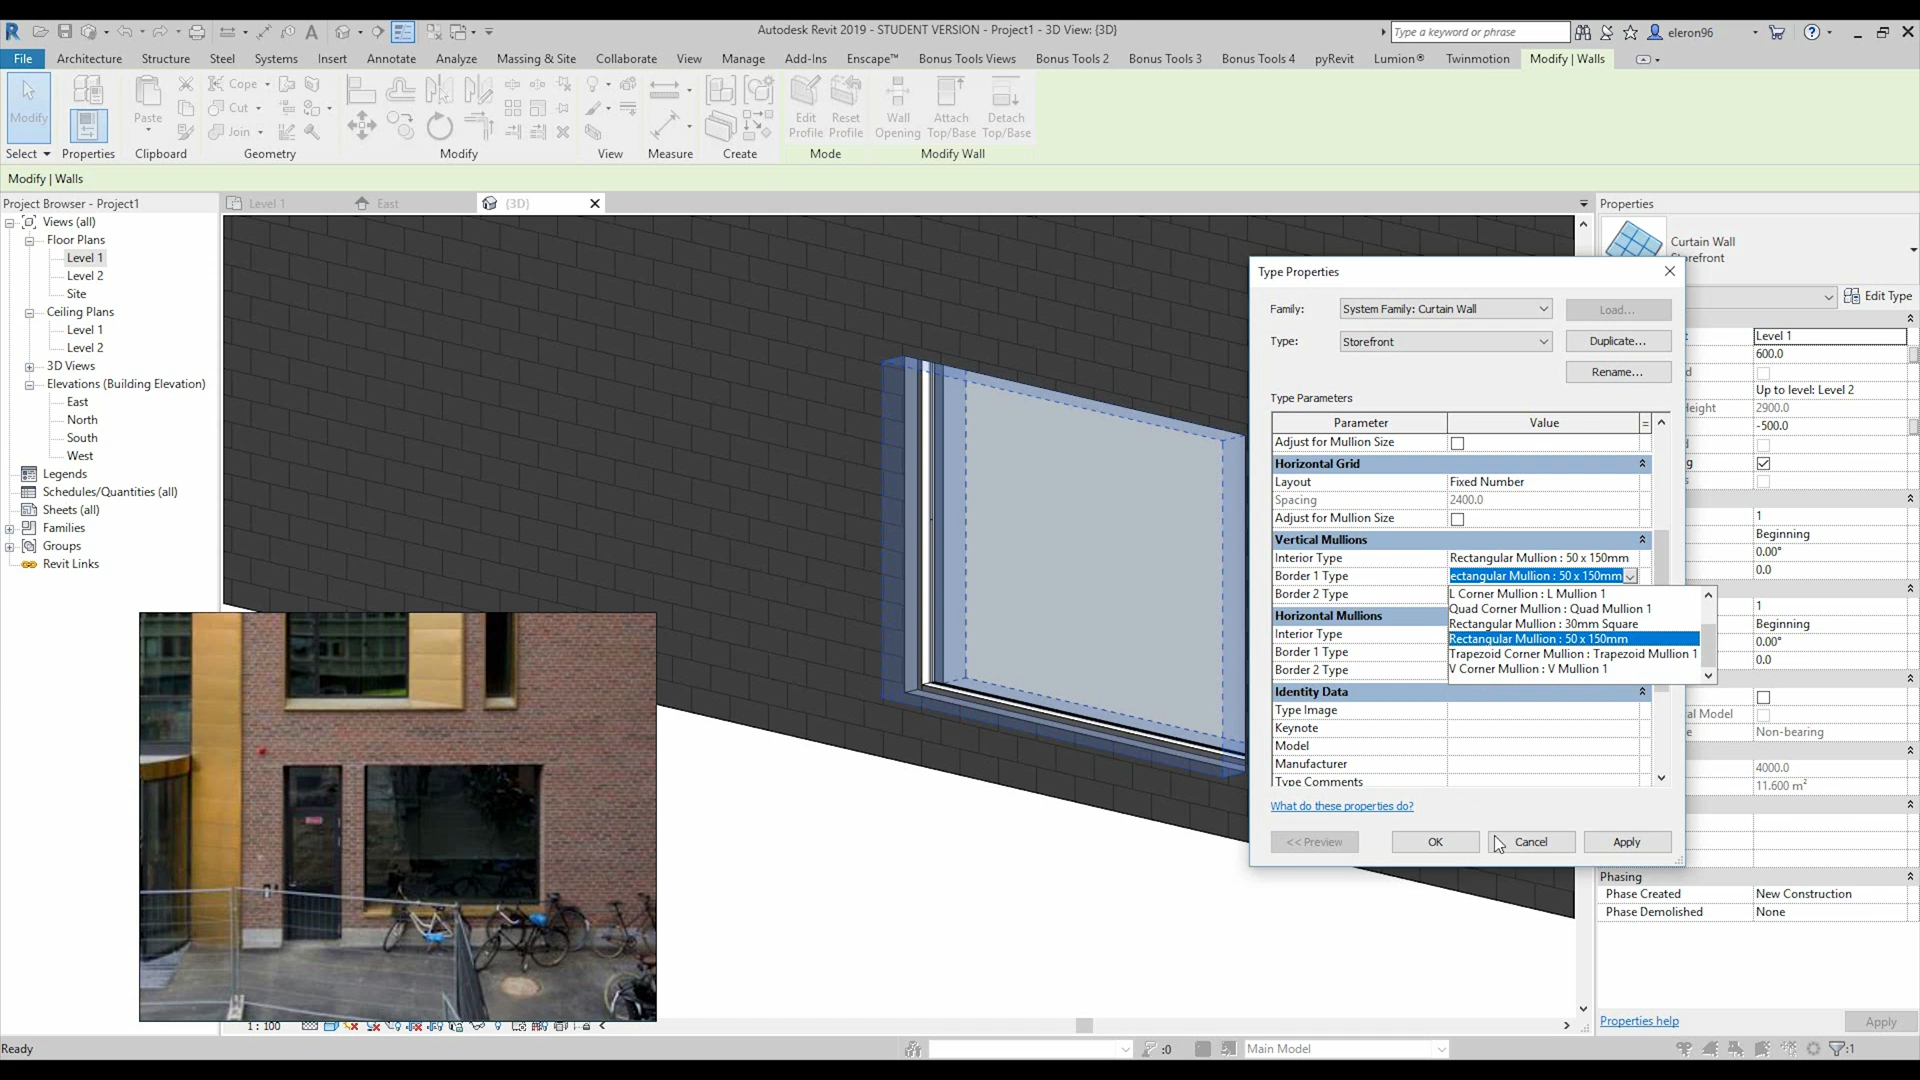 Autodesk Revit 2019 - STUDENT VERSION - Project1 - 3D View: {3D}
Type a keyword or phrase
eleron96
File
Architecture
Structure
Steel
Systems
Insert
Annotate
Analyze
Massing & Site
Collaborate
View
Manage
Add-Ins
Enscape™
Bonus Tools Views
Bonus Tools 2
Bonus Tools 3
Bonus Tools 4
pyRevit
Lumion®
Twinmotion
Modify | Walls
Modify
Paste
Cope
Cut
Join
Edit Profile
Reset Profile
Wall Opening
Attach Top/Base
Detach Top/Base
Select
Properties
Clipboard
Geometry
Modify
View
Measure
Create
Mode
Modify Wall
Modify | Walls
Project Browser - Project1
Views (all)
Floor Plans
Level 1
Level 2
Site
Ceiling Plans
Level 1
Level 2
3D Views
Elevations (Building Elevation)
East
North
South
West
Legends
Schedules/Quantities (all)
Sheets (all)
Families
Groups
Revit Links
Level 1
East
{3D}
Type Properties
Family:
System Family: Curtain Wall
Load...
Type:
Storefront
Duplicate...
Rename...
Type Parameters
Parameter
Value
=
Adjust for Mullion Size
Horizontal Grid
Layout
Fixed Number
Spacing
2400.0
Adjust for Mullion Size
Vertical Mullions
Interior Type
Rectangular Mullion : 50 x 150mm
Border 1 Type
ectangular Mullion : 50 x 150mm
Border 2 Type
L Corner Mullion : L Mullion 1
Quad Corner Mullion : Quad Mullion 1
Rectangular Mullion : 30mm Square
Rectangular Mullion : 50 x 150mm
Trapezoid Corner Mullion : Trapezoid Mullion 1
V Corner Mullion : V Mullion 1
Horizontal Mullions
Interior Type
Border 1 Type
Border 2 Type
Identity Data
Type Image
Keynote
Model
Manufacturer
Type Comments
What do these properties do?
<< Preview
OK
Cancel
Apply
Properties
Curtain Wall
Storefront
Edit Type
Level 1
600.0
Up to level: Level 2
eight
2900.0
-500.0
g
1
Beginning
0.00°
0.0
1
Beginning
0.00°
0.0
al Model
e
Non-bearing
4000.0
11.600 m²
Phasing
Phase Created
New Construction
Phase Demolished
None
Properties help
Apply
1 : 100
Ready
:0
Main Model
:1